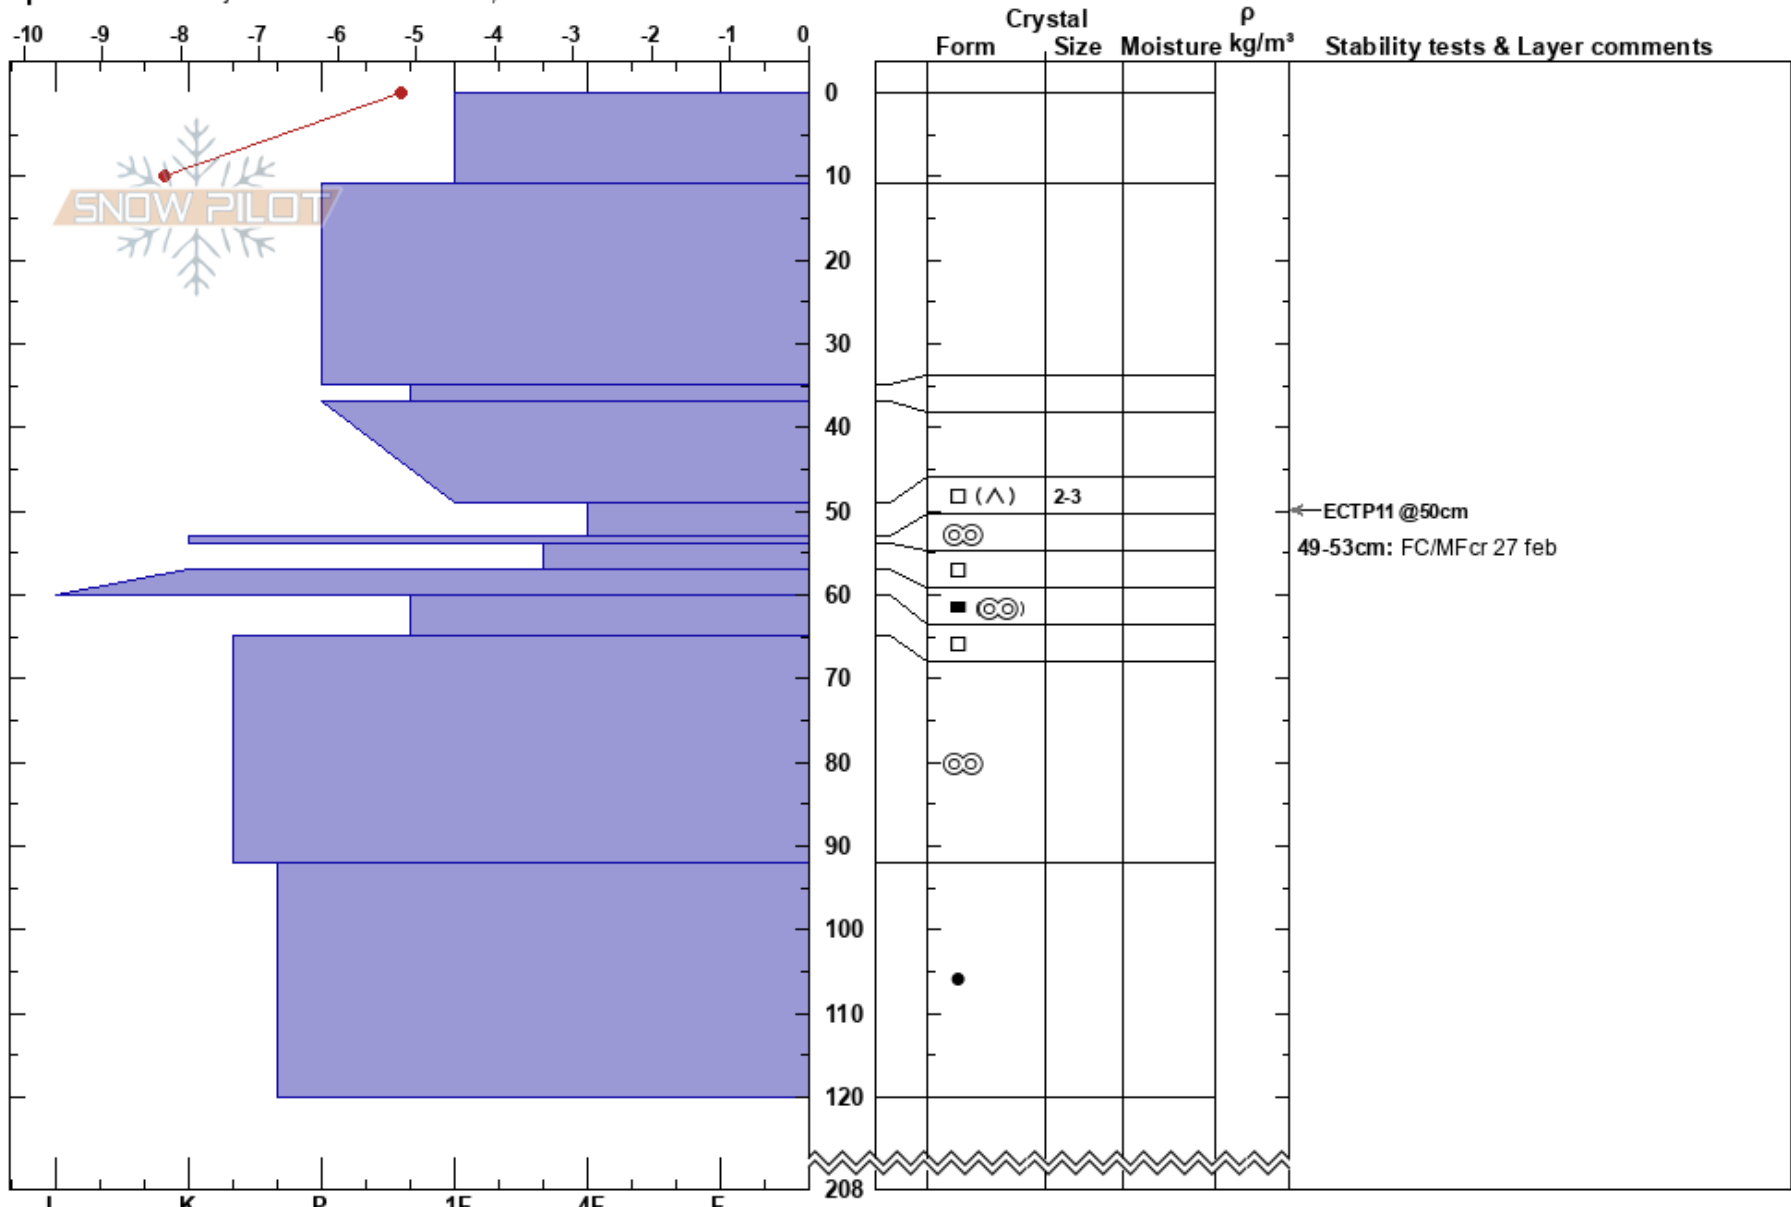 Crystal ρ
-10 -9 -8 -7 -6 -5 -4 -3 -2 -1 0
Form Size Moisture kg/m³ Stability tests & Layer comments
0
10
SNOW PILOT
20
30
40
2-3
50 ECTP11 @50cm
49-53cm: FC/MFcr 27 feb
60
70
80
90
100
110
120
208
I K P 1F 4F F